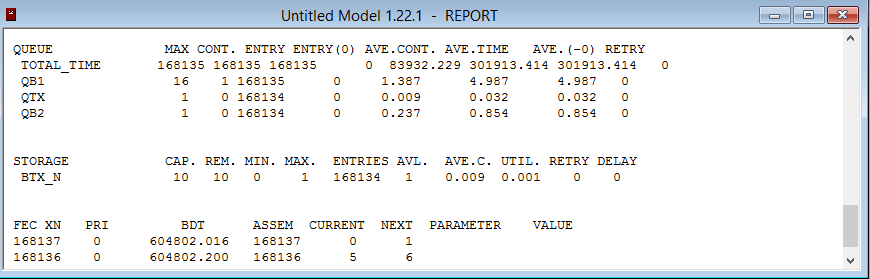 Untitled Model 1.22.1 - REPORT
QUEUE MAX CONT. ENTRY ENTRY(0) AVE.CONT. AVE.TIME AVE.(-0) RETRY
TOTAL_TIME 168135 168135 168135 0 83932.229 301913.414 301913.414 0
QB1 16 1 168135 0 1.387 4.987 4.987 0
QTX 1 0 168134 0 0.009 0.032 0.032 0
QB2 1 0 168134 0 0.237 0.854 0.854 0
STORAGE CAP. REM. MIN. MAX. ENTRIES AVL. AVE.C. UTIL. RETRY DELAY
BTX_N 10 10 0 1 168134 1 0.009 0.001 0 0
FEC XN PRI BDT ASSEM CURRENT NEXT PARAMETER VALUE
168137 0 604802.016 168137 0 1
168136 0 604802.200 168136 5 6